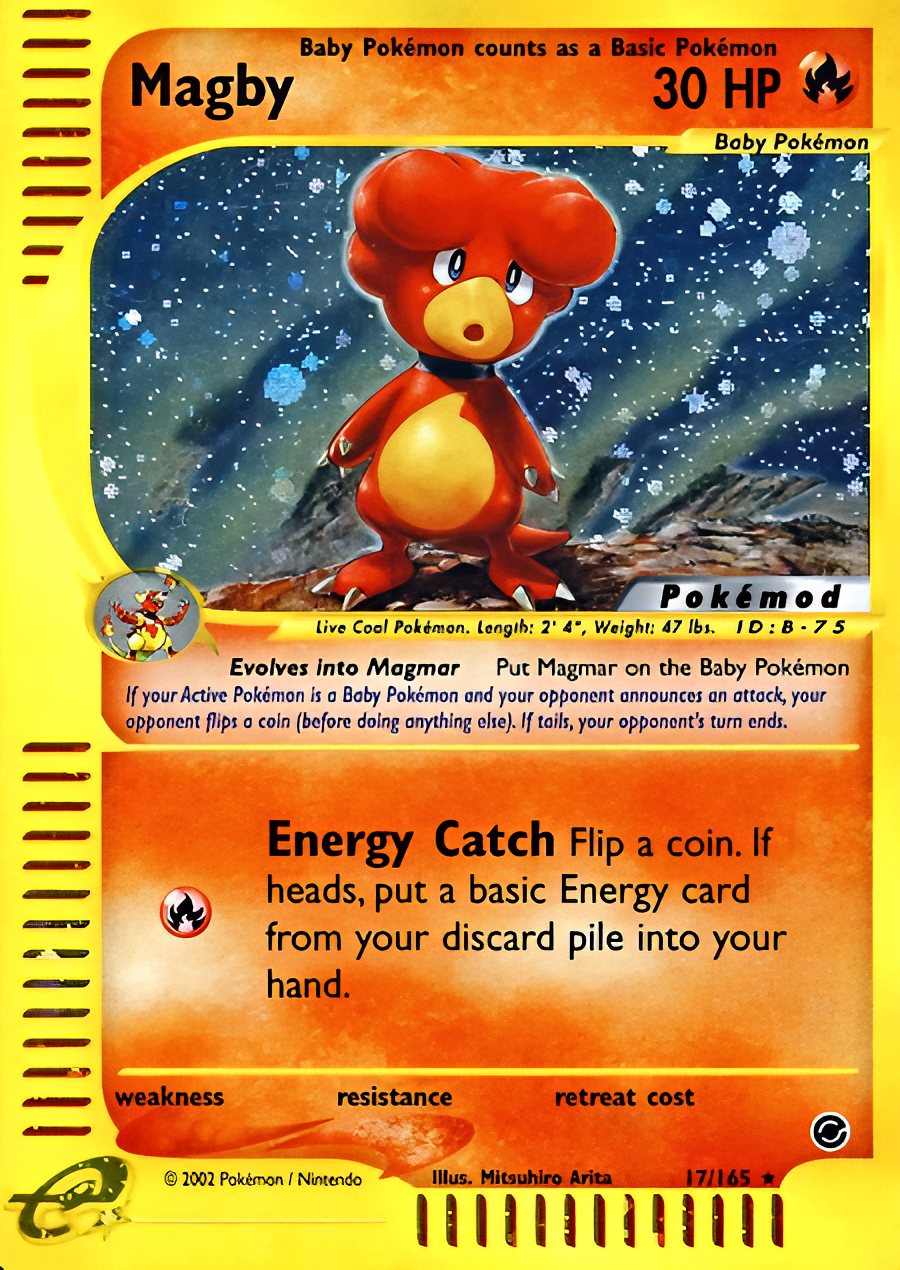 Baby Pokémon counts as a Basic Pokémon
Magby
30 HP
Baby Pokémon
Pokémod
Live Coal Pokémon. Length: 2' 4", Weight: 47 lbs. ID:B-75
Evolves into Magmar Put Magmar on the Baby Pokémon
If your Active Pokémon is a Baby Pokémon and your opponent announces an attack, your
opponent flips a coin (before doing anything else). If tails, your opponent's turn ends.
Energy Catch Flip a coin. If
heads, put a basic Energy card
from your discard pile into your
hand.
weakness resistance retreat cost
© 2002 Pokémon / Nintendo
Illus. Mitsuhiro Arita
17/165 ★